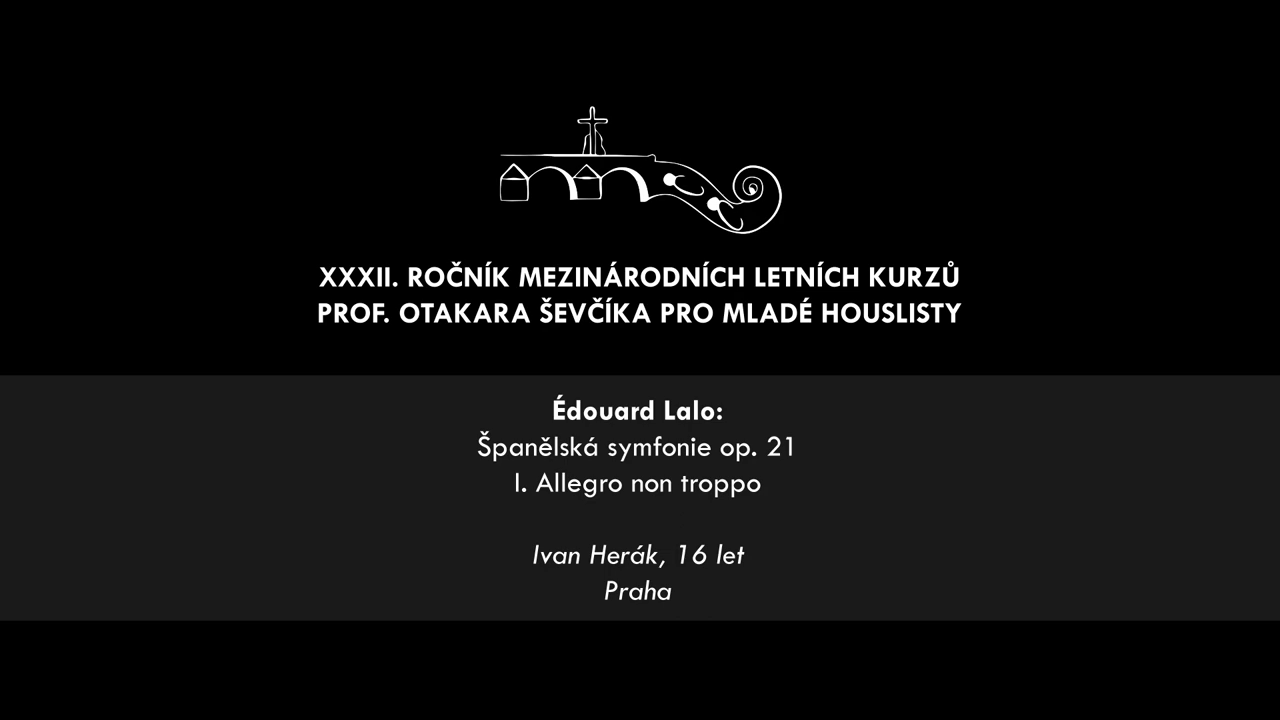 XXXII. ROČNÍK MEZINÁRODNÍCH LETNÍCH KURZŮ
PROF. OTAKARA ŠEVČÍKA PRO MLADÉ HOUSLISTY
Édouard Lalo:
Španělská symfonie op. 21
I. Allegro non troppo
Ivan Herák, 16 let
Praha